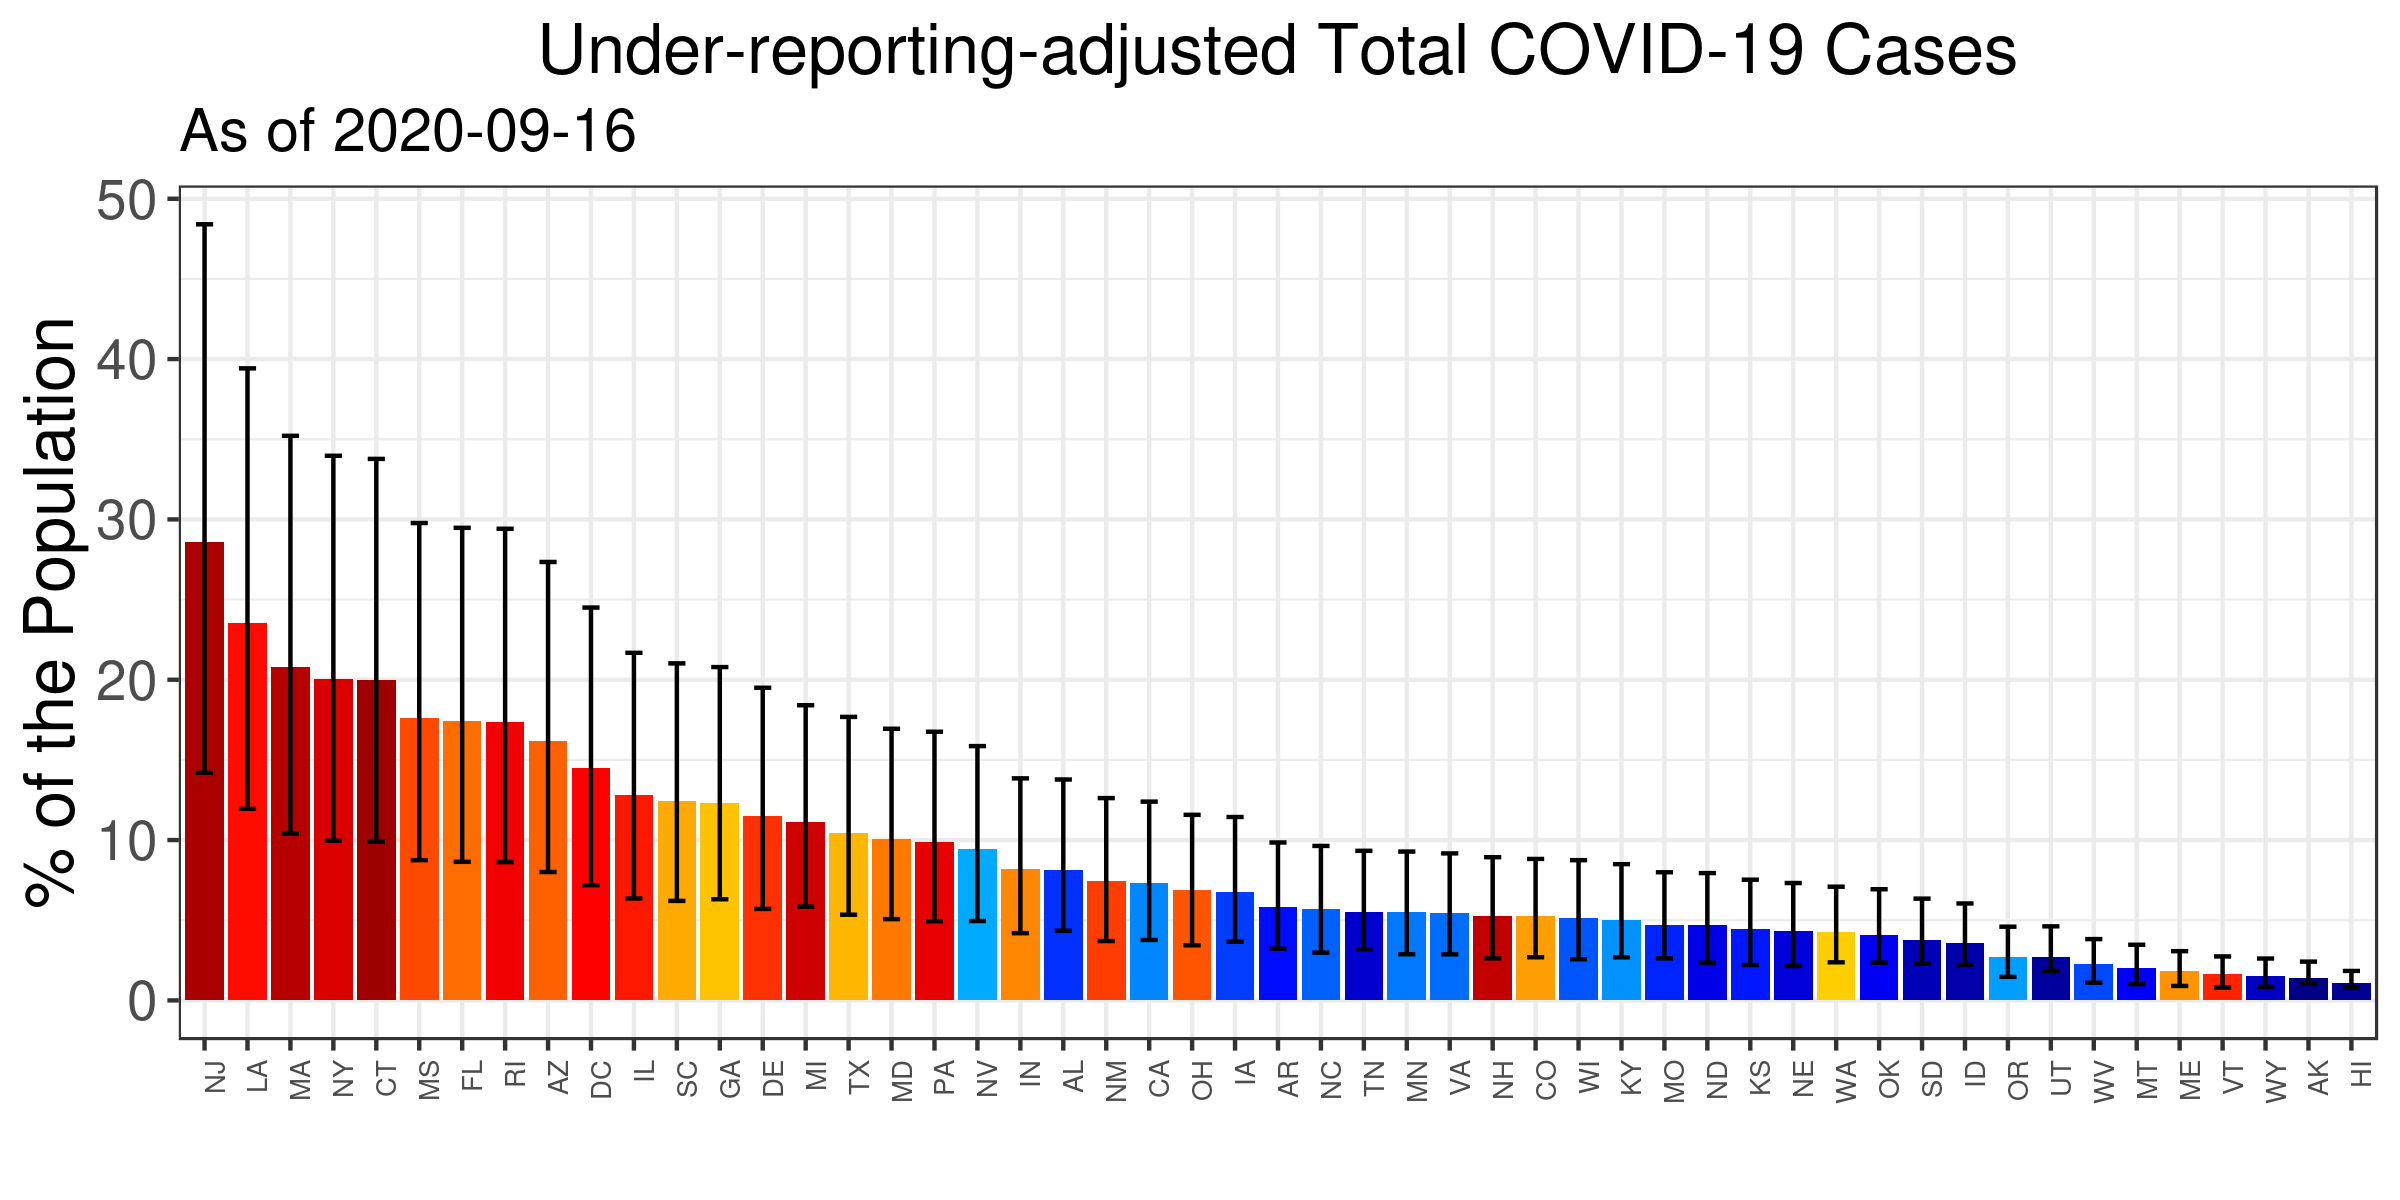 Under-reporting-adjusted Total COVID-19 Cases
As of 2020-09-16
% of the Population
50
40
30
20
10
0
NJ LA MA NY CT MS FL RI AZ DC IL SC GA DE MI TX MD PA NV IN AL NM CA OH IA AR NC TN MN VA NH CO WI KY MO ND KS NE WA OK SD ID OR UT WV MT ME VT WY AK HI